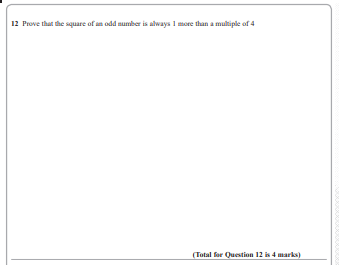 12 Prove that the square of an odd number is always 1 more than a multiple of 4
(Total for Question 12 is 4 marks)